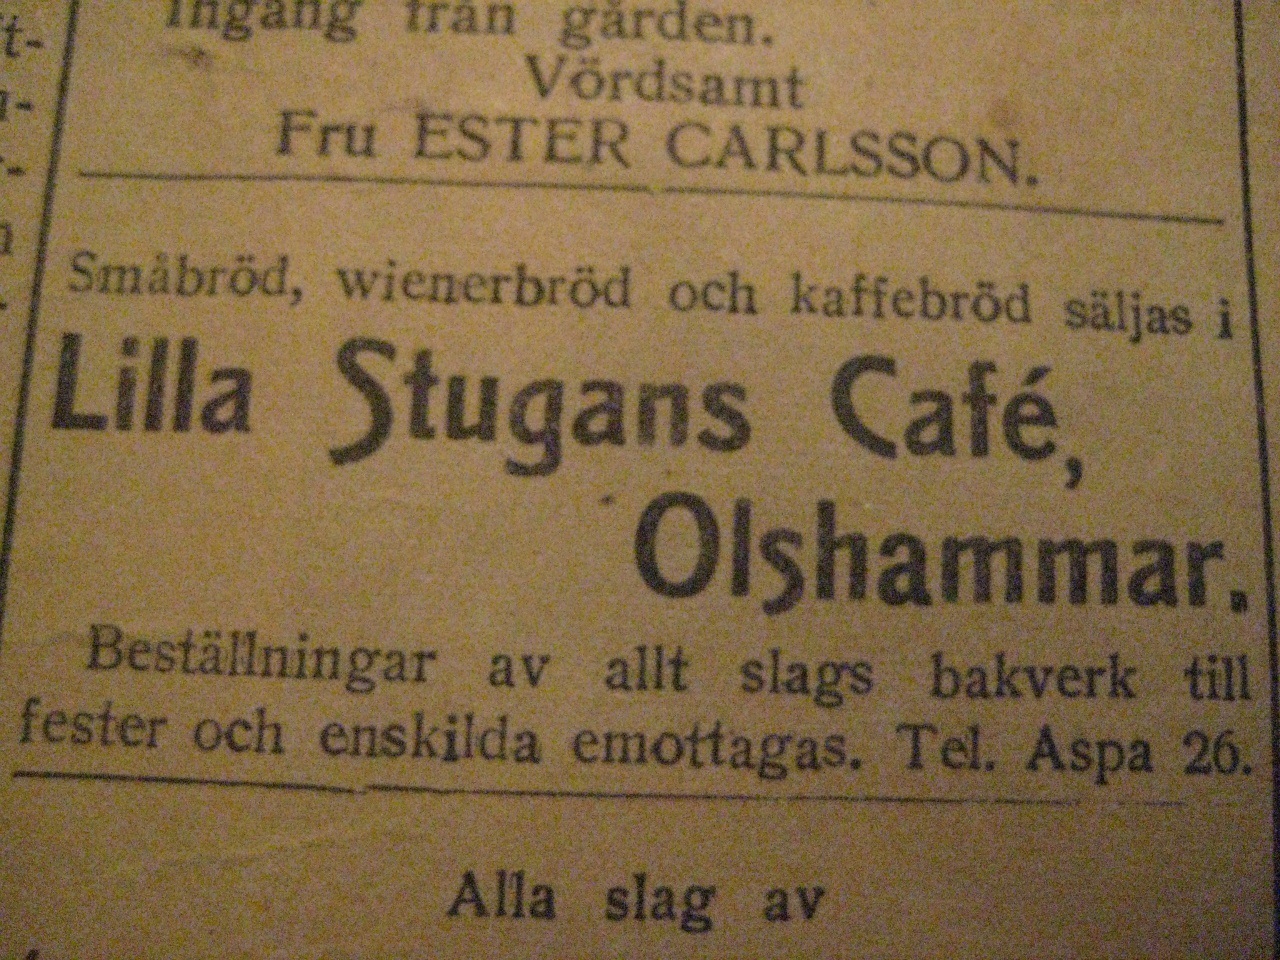 Ingång från gården.
Vördsamt
Fru ESTER CARLSSON.
Småbröd, wienerbröd och kaffebröd säljas i
Lilla Stugans Café,
Olshammar.
Beställningar av allt slags bakverk till
fester och enskilda emottagas. Tel. Aspa 26.
Alla slag av